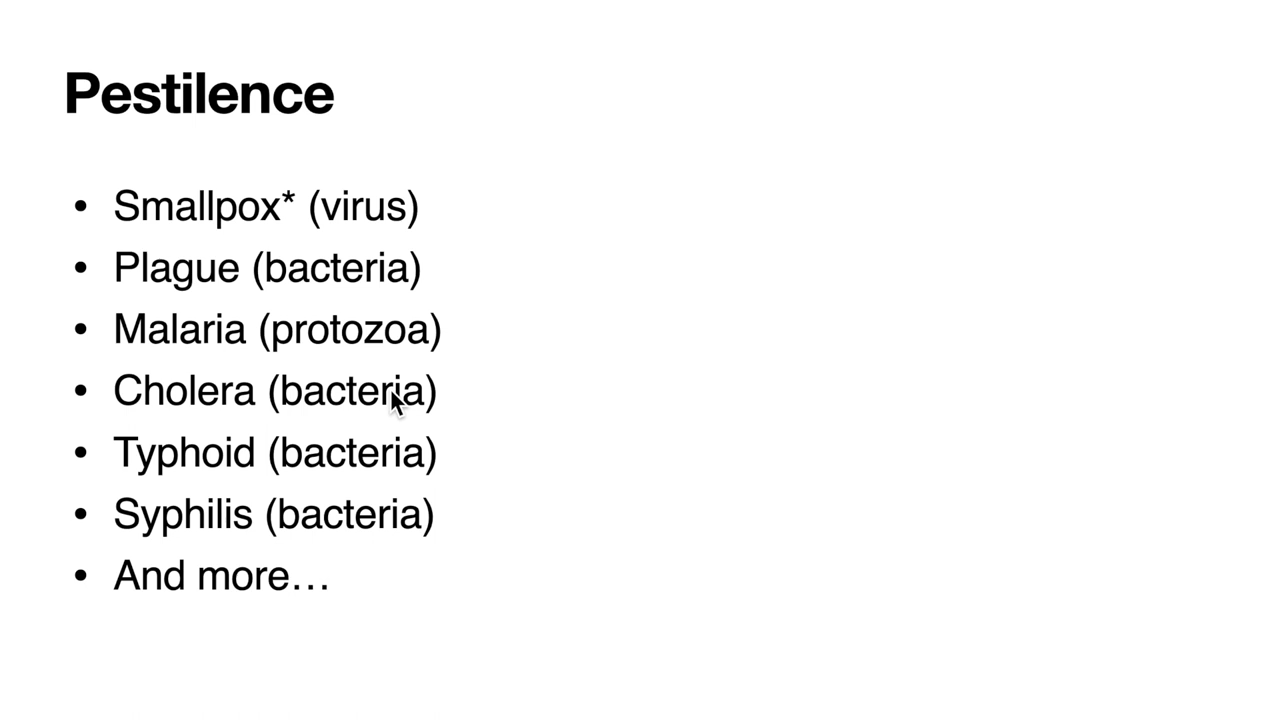 Pestilence
• Smallpox* (virus)
• Plague (bacteria)
• Malaria (protozoa)
• Cholera (bacteria)
• Typhoid (bacteria)
• Syphilis (bacteria)
• And more…